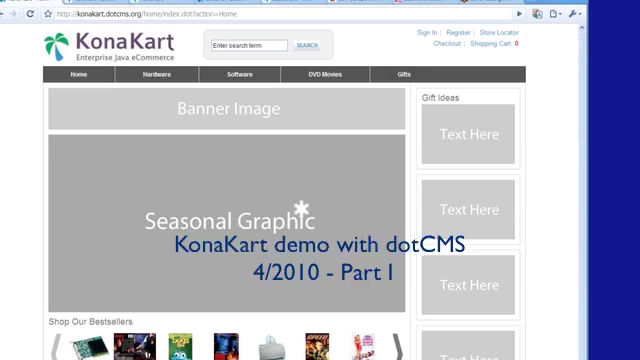 http://konakart.dotcms.org/home/index.dot?action=Home
KonaKart
Enterprise Java eCommerce
Enter search term
SEARCH
Sign In | Register | Store Locator
Checkout | Shopping Cart 0
Home
Hardware
Software
DVD Movies
Gifts
Banner Image
Gift Ideas
Text Here
Text Here
Seasonal Graphic
KonaKart demo with dotCMS
4/2010 - Part I
Text Here
Shop Our Bestsellers
Text Here